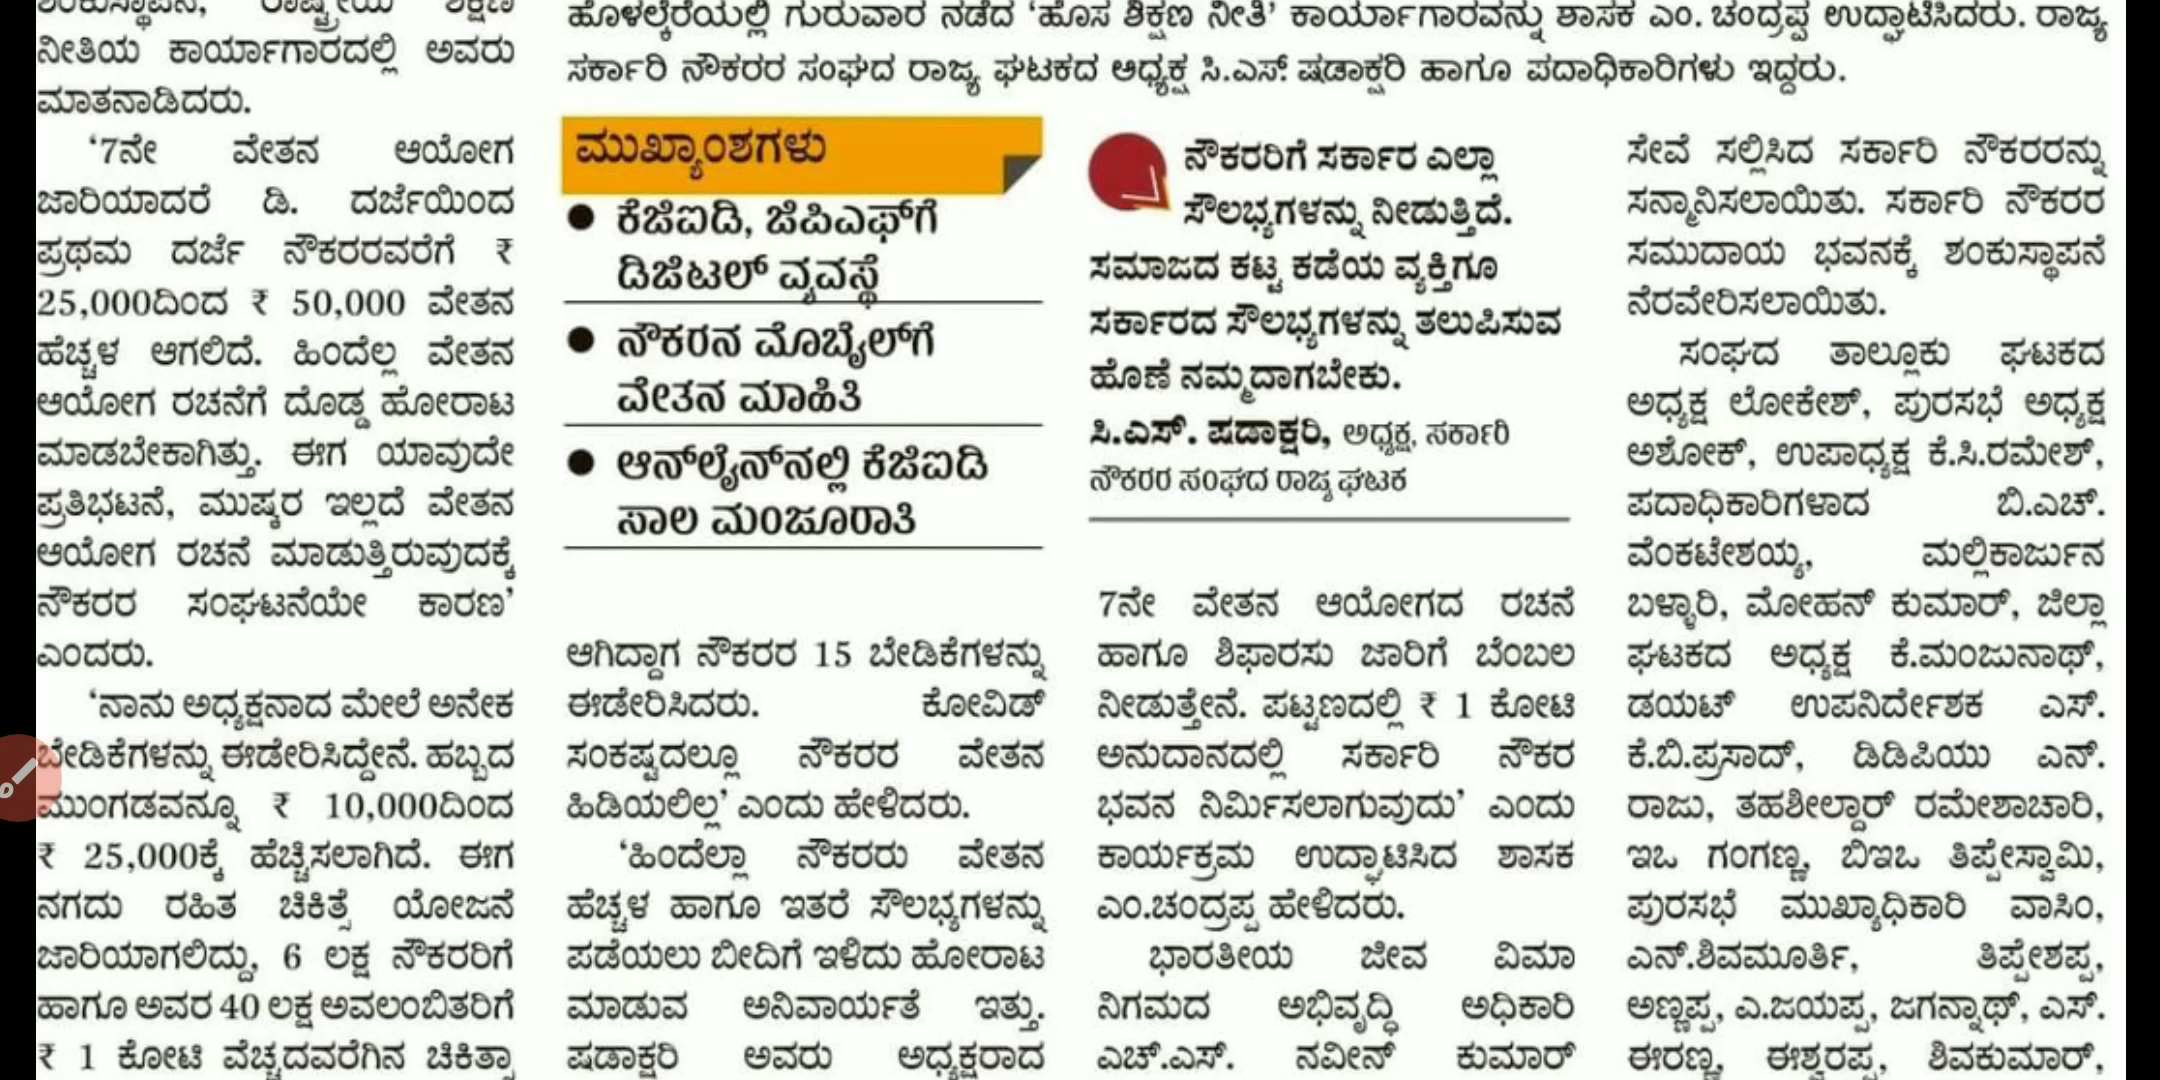 ಶಂಕುಸ್ಥಾಪನೆ, ರಾಷ್ಟ್ರೀಯ ಶಿಕ್ಷಣ
ನೀತಿಯ ಕಾರ್ಯಾಗಾರದಲ್ಲಿ ಅವರು
ಮಾತನಾಡಿದರು.
‘7ನೇ ವೇತನ ಆಯೋಗ
ಜಾರಿಯಾದರೆ ಡಿ. ದರ್ಜೆಯಿಂದ
ಪ್ರಥಮ ದರ್ಜೆ ನೌಕರರವರೆಗೆ ₹
25,000ದಿಂದ ₹ 50,000 ವೇತನ
ಹೆಚ್ಚಳ ಆಗಲಿದೆ. ಹಿಂದೆಲ್ಲ ವೇತನ
ಆಯೋಗ ರಚನೆಗೆ ದೊಡ್ಡ ಹೋರಾಟ
ಮಾಡಬೇಕಾಗಿತ್ತು. ಈಗ ಯಾವುದೇ
ಪ್ರತಿಭಟನೆ, ಮುಷ್ಕರ ಇಲ್ಲದೆ ವೇತನ
ಆಯೋಗ ರಚನೆ ಮಾಡುತ್ತಿರುವುದಕ್ಕೆ
ನೌಕರರ ಸಂಘಟನೆಯೇ ಕಾರಣ’
ಎಂದರು.
‘ನಾನು ಅಧ್ಯಕ್ಷನಾದ ಮೇಲೆ ಅನೇಕ
ಬೇಡಿಕೆಗಳನ್ನು ಈಡೇರಿಸಿದ್ದೇನೆ. ಹಬ್ಬದ
ಮುಂಗಡವನ್ನೂ ₹ 10,000ದಿಂದ
₹ 25,000ಕ್ಕೆ ಹೆಚ್ಚಿಸಲಾಗಿದೆ. ಈಗ
ನಗದು ರಹಿತ ಚಿಕಿತ್ಸೆ ಯೋಜನೆ
ಜಾರಿಯಾಗಲಿದ್ದು, 6 ಲಕ್ಷ ನೌಕರರಿಗೆ
ಹಾಗೂ ಅವರ 40 ಲಕ್ಷ ಅವಲಂಬಿತರಿಗೆ
₹ 1 ಕೋಟಿ ವೆಚ್ಚದವರೆಗಿನ ಚಿಕಿತ್ಸಾ
ಹೊಳಲ್ಕೆರೆಯಲ್ಲಿ ಗುರುವಾರ ನಡೆದ ‘ಹೊಸ ಶಿಕ್ಷಣ ನೀತಿ’ ಕಾರ್ಯಾಗಾರವನ್ನು ಶಾಸಕ ಎಂ. ಚಂದ್ರಪ್ಪ ಉದ್ಘಾಟಿಸಿದರು. ರಾಜ್ಯ
ಸರ್ಕಾರಿ ನೌಕರರ ಸಂಘದ ರಾಜ್ಯ ಘಟಕದ ಅಧ್ಯಕ್ಷ ಸಿ.ಎಸ್. ಷಡಾಕ್ಷರಿ ಹಾಗೂ ಪದಾಧಿಕಾರಿಗಳು ಇದ್ದರು.
ಮುಖ್ಯಾಂಶಗಳು
● ಕೆಜಿಐಡಿ, ಜಿಪಿಎಫ್‌ಗೆ
ಡಿಜಿಟಲ್ ವ್ಯವಸ್ಥೆ
● ನೌಕರನ ಮೊಬೈಲ್‌ಗೆ
ವೇತನ ಮಾಹಿತಿ
● ಆನ್‌ಲೈನ್‌ನಲ್ಲಿ ಕೆಜಿಐಡಿ
ಸಾಲ ಮಂಜೂರಾತಿ
ಆಗಿದ್ದಾಗ ನೌಕರರ 15 ಬೇಡಿಕೆಗಳನ್ನು
ಈಡೇರಿಸಿದರು. ಕೋವಿಡ್
ಸಂಕಷ್ಟದಲ್ಲೂ ನೌಕರರ ವೇತನ
ಹಿಡಿಯಲಿಲ್ಲ’ ಎಂದು ಹೇಳಿದರು.
‘ಹಿಂದೆಲ್ಲಾ ನೌಕರರು ವೇತನ
ಹೆಚ್ಚಳ ಹಾಗೂ ಇತರೆ ಸೌಲಭ್ಯಗಳನ್ನು
ಪಡೆಯಲು ಬೀದಿಗೆ ಇಳಿದು ಹೋರಾಟ
ಮಾಡುವ ಅನಿವಾರ್ಯತೆ ಇತ್ತು.
ಷಡಾಕ್ಷರಿ ಅವರು ಅಧ್ಯಕ್ಷರಾದ
ನೌಕರರಿಗೆ ಸರ್ಕಾರ ಎಲ್ಲಾ
ಸೌಲಭ್ಯಗಳನ್ನು ನೀಡುತ್ತಿದೆ.
ಸಮಾಜದ ಕಟ್ಟ ಕಡೆಯ ವ್ಯಕ್ತಿಗೂ
ಸರ್ಕಾರದ ಸೌಲಭ್ಯಗಳನ್ನು ತಲುಪಿಸುವ
ಹೊಣೆ ನಮ್ಮದಾಗಬೇಕು.
ಸಿ.ಎಸ್. ಷಡಾಕ್ಷರಿ, ಅಧ್ಯಕ್ಷ, ಸರ್ಕಾರಿ
ನೌಕರರ ಸಂಘದ ರಾಜ್ಯ ಘಟಕ
7ನೇ ವೇತನ ಆಯೋಗದ ರಚನೆ
ಹಾಗೂ ಶಿಫಾರಸು ಜಾರಿಗೆ ಬೆಂಬಲ
ನೀಡುತ್ತೇನೆ. ಪಟ್ಟಣದಲ್ಲಿ ₹ 1 ಕೋಟಿ
ಅನುದಾನದಲ್ಲಿ ಸರ್ಕಾರಿ ನೌಕರ
ಭವನ ನಿರ್ಮಿಸಲಾಗುವುದು’ ಎಂದು
ಕಾರ್ಯಕ್ರಮ ಉದ್ಘಾಟಿಸಿದ ಶಾಸಕ
ಎಂ.ಚಂದ್ರಪ್ಪ ಹೇಳಿದರು.
ಭಾರತೀಯ ಜೀವ ವಿಮಾ
ನಿಗಮದ ಅಭಿವೃದ್ಧಿ ಅಧಿಕಾರಿ
ಎಚ್.ಎಸ್. ನವೀನ್ ಕುಮಾರ್
ಸೇವೆ ಸಲ್ಲಿಸಿದ ಸರ್ಕಾರಿ ನೌಕರರನ್ನು
ಸನ್ಮಾನಿಸಲಾಯಿತು. ಸರ್ಕಾರಿ ನೌಕರರ
ಸಮುದಾಯ ಭವನಕ್ಕೆ ಶಂಕುಸ್ಥಾಪನೆ
ನೆರವೇರಿಸಲಾಯಿತು.
ಸಂಘದ ತಾಲ್ಲೂಕು ಘಟಕದ
ಅಧ್ಯಕ್ಷ ಲೋಕೇಶ್, ಪುರಸಭೆ ಅಧ್ಯಕ್ಷ
ಅಶೋಕ್, ಉಪಾಧ್ಯಕ್ಷ ಕೆ.ಸಿ.ರಮೇಶ್,
ಪದಾಧಿಕಾರಿಗಳಾದ ಬಿ.ಎಚ್.
ವೆಂಕಟೇಶಯ್ಯ, ಮಲ್ಲಿಕಾರ್ಜುನ
ಬಳ್ಳಾರಿ, ಮೋಹನ್ ಕುಮಾರ್, ಜಿಲ್ಲಾ
ಘಟಕದ ಅಧ್ಯಕ್ಷ ಕೆ.ಮಂಜುನಾಥ್,
ಡಯಟ್ ಉಪನಿರ್ದೇಶಕ ಎಸ್.
ಕೆ.ಬಿ.ಪ್ರಸಾದ್, ಡಿಡಿಪಿಯು ಎನ್.
ರಾಜು, ತಹಶೀಲ್ದಾರ್ ರಮೇಶಾಚಾರಿ,
ಇಒ ಗಂಗಣ್ಣ, ಬಿಇಒ ತಿಪ್ಪೇಸ್ವಾಮಿ,
ಪುರಸಭೆ ಮುಖ್ಯಾಧಿಕಾರಿ ವಾಸಿಂ,
ಎನ್.ಶಿವಮೂರ್ತಿ, ತಿಪ್ಪೇಶಪ್ಪ,
ಅಣ್ಣಪ್ಪ, ಎ.ಜಯಪ್ಪ, ಜಗನ್ನಾಥ್, ಎಸ್.
ಈರಣ್ಣ, ಈಶ್ವರಪ್ಪ, ಶಿವಕುಮಾರ್,